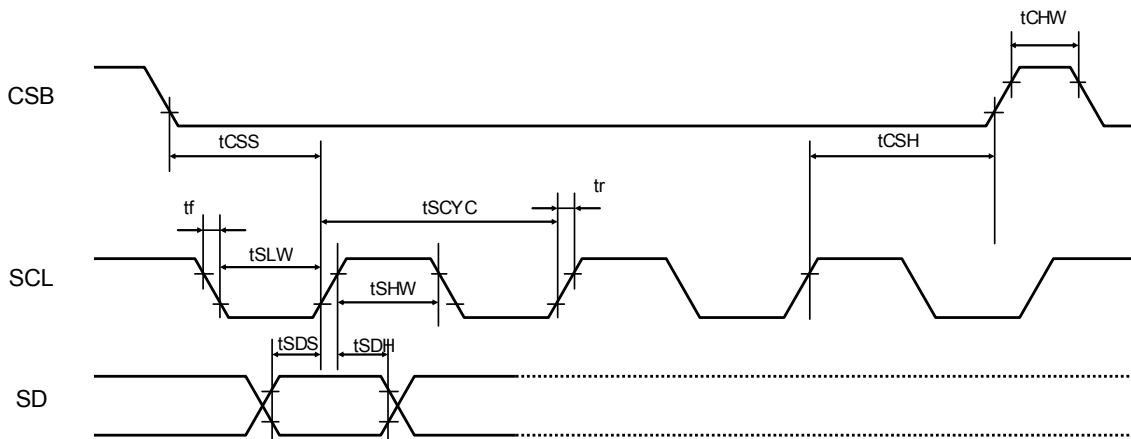 tCHW
CSB
tCSS
tCSH
tr
tf
tSCYC
tSLW
SCL
tSHW
tSDS
tSDH
SD